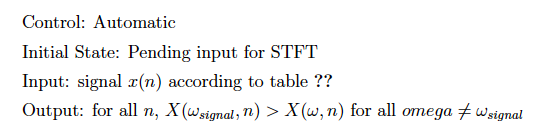 Control: Automatic
Initial State: Pending input for STFT
Input: signal x(n) according to table ??
Output: for all n, X(ω_signal, n) > X(ω, n) for all omega ≠ ω_signal